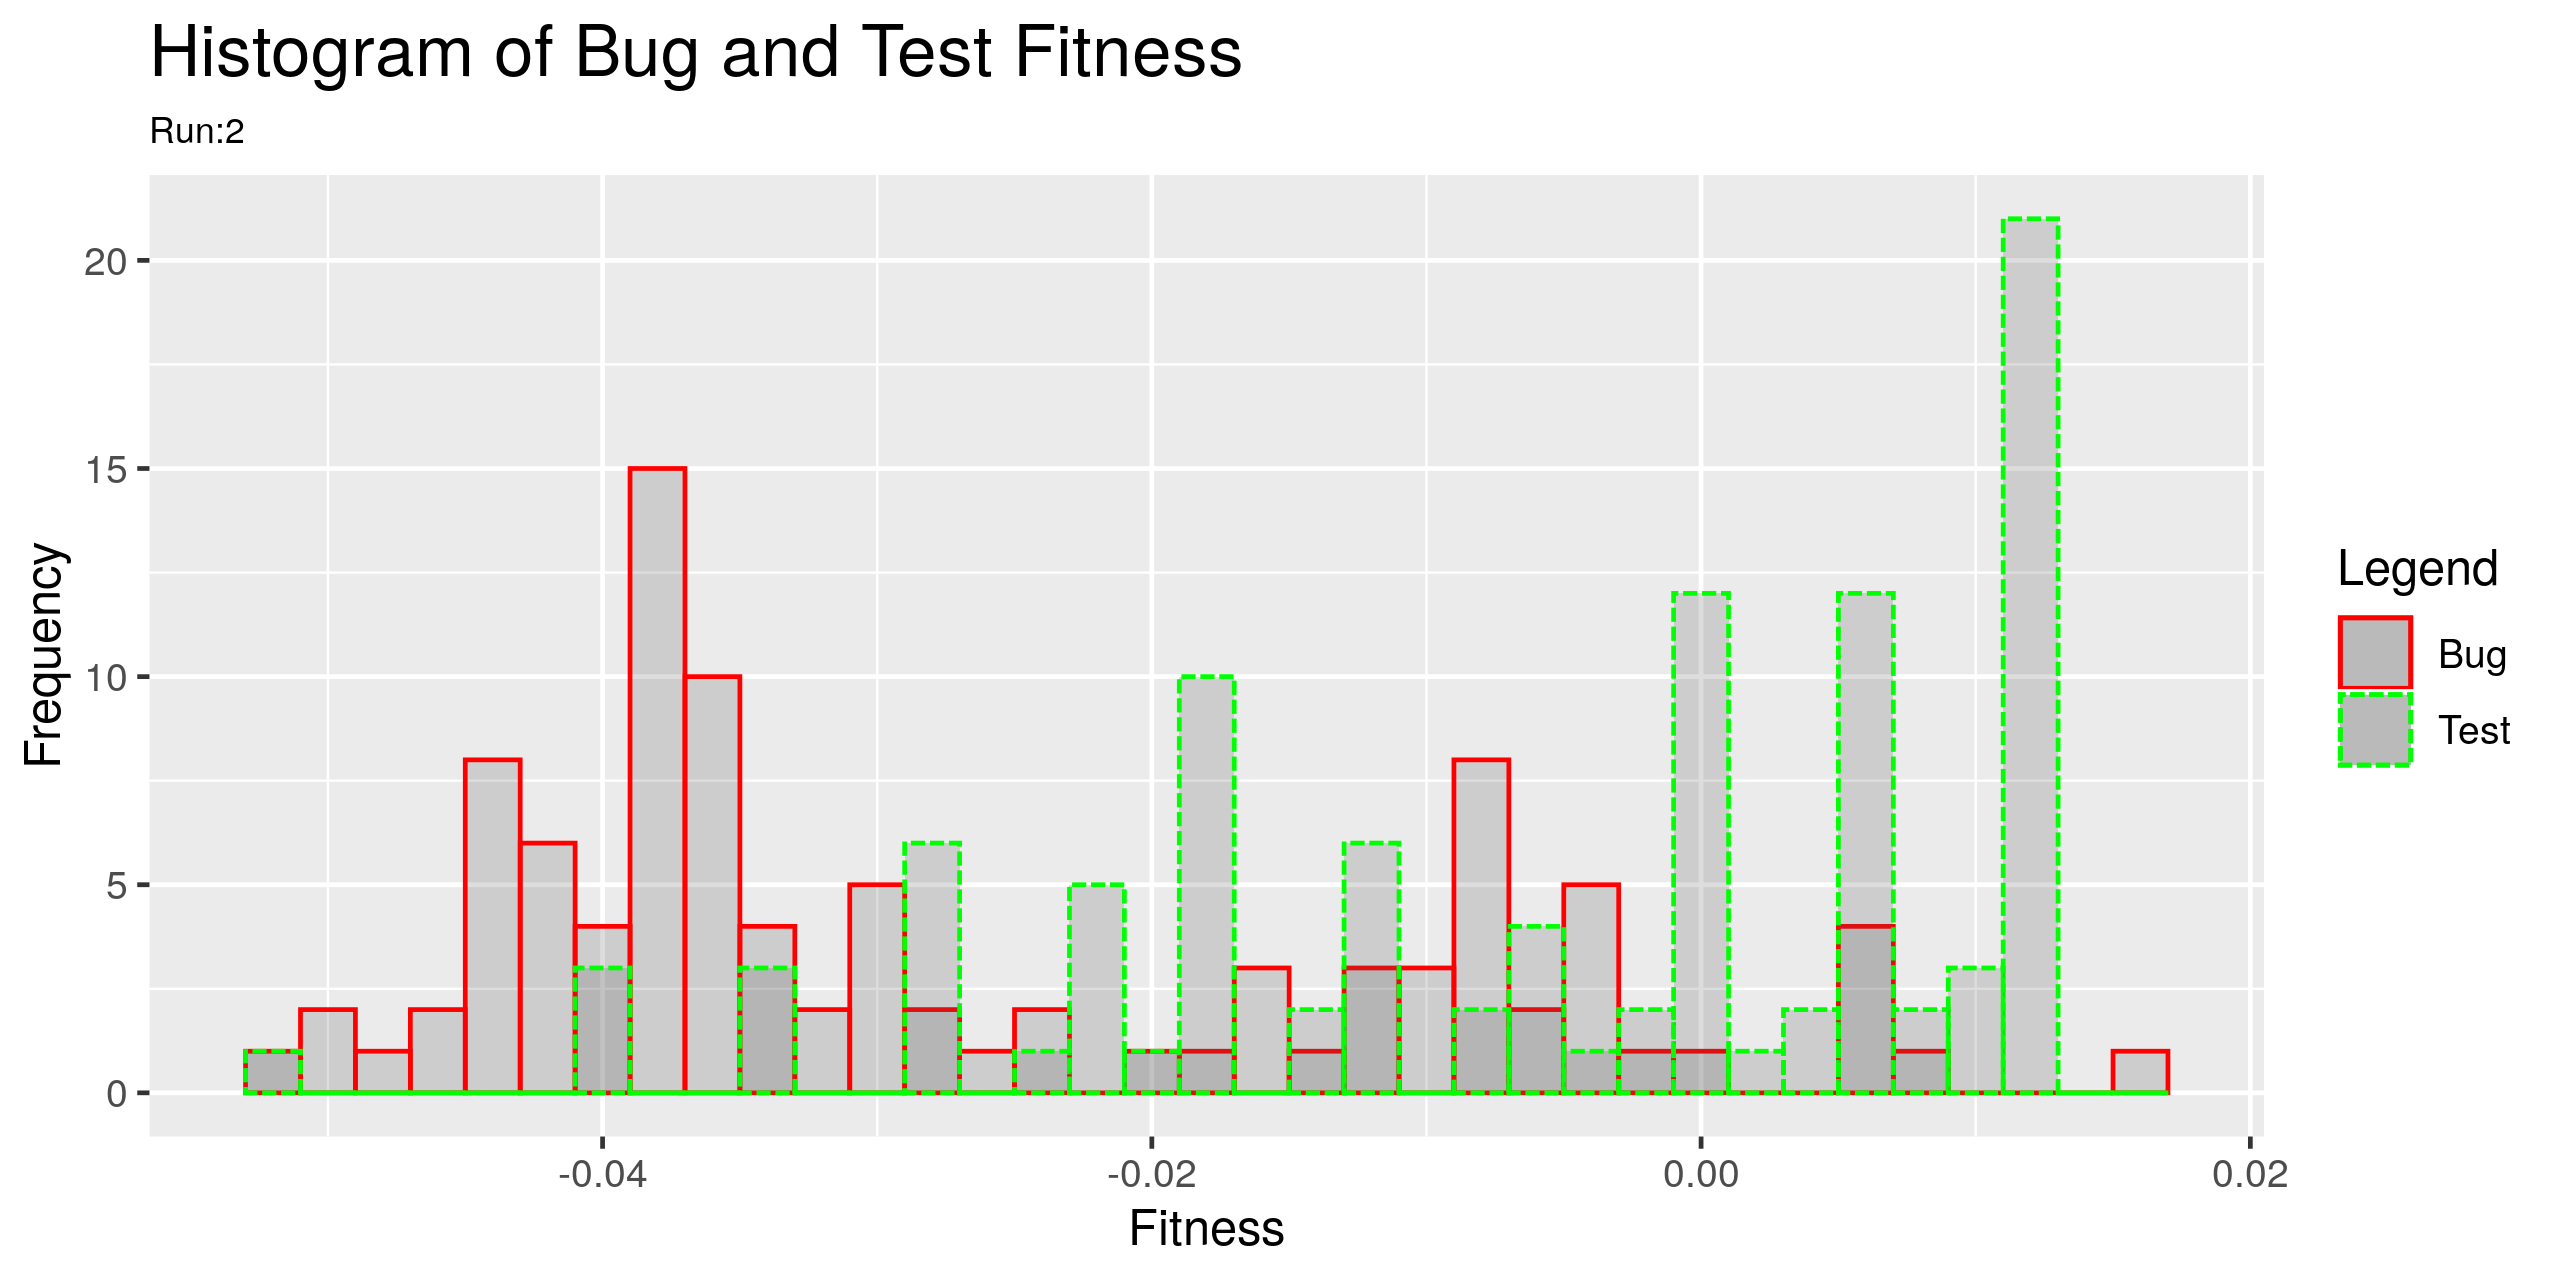 Histogram of Bug and Test Fitness
Run:2
Frequency
20
15
10
5
0
-0.04
-0.02
0.00
0.02
Fitness
Legend
Bug
Test